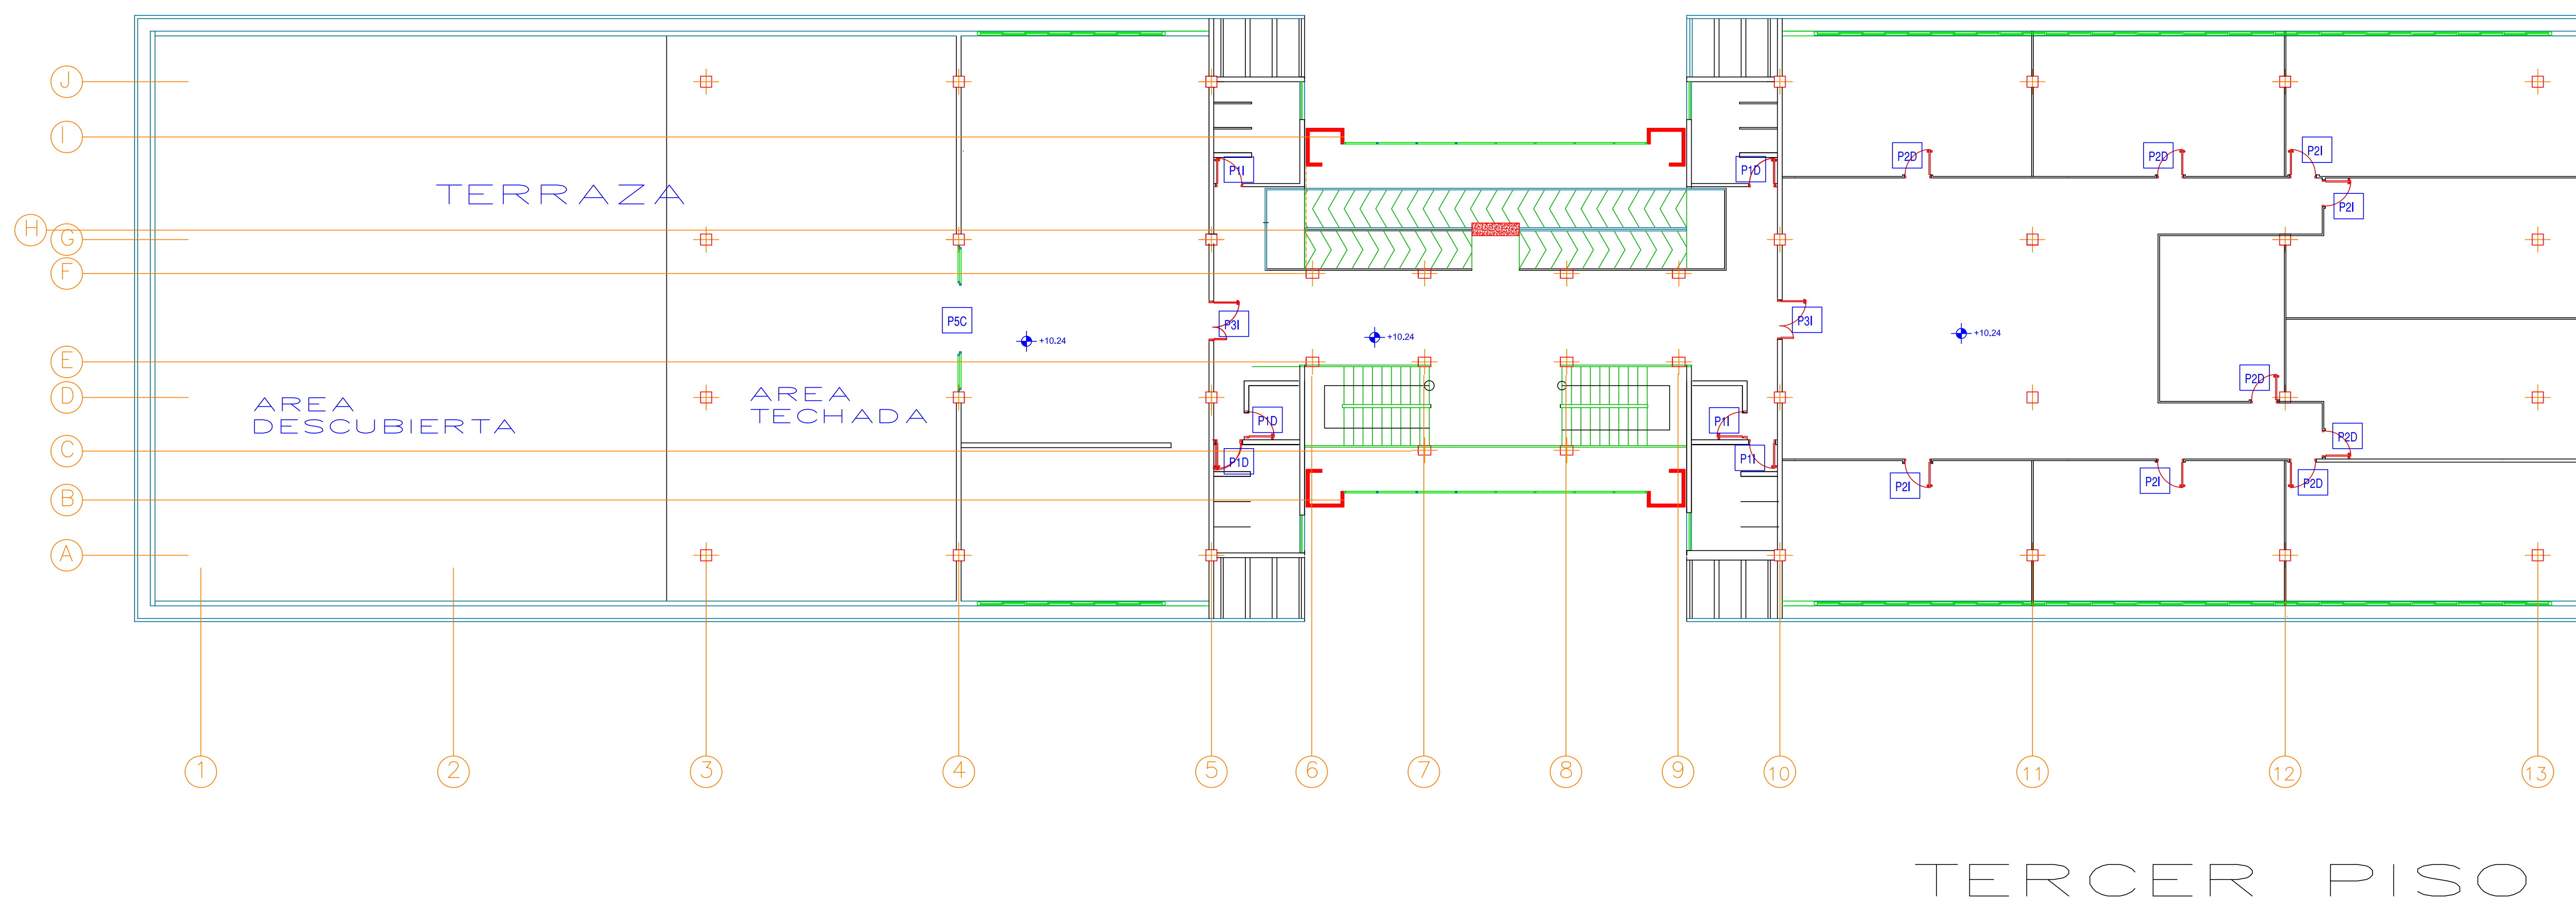 J
I
P2I
P2D
P2D
P1I
P1D
TERRAZA
P2I
H
G
F
P5C
P3I
P3I
+10.24
+10.24
+10.24
E
P2D
D
AREA
TECHADA
AREA
DESCUBIERTA
P1D
P1I
P2D
C
P1D
P1I
P2I
P2I
P2D
B
A
1
2
3
4
5
6
7
8
9
10
11
12
13
TERCER PISO